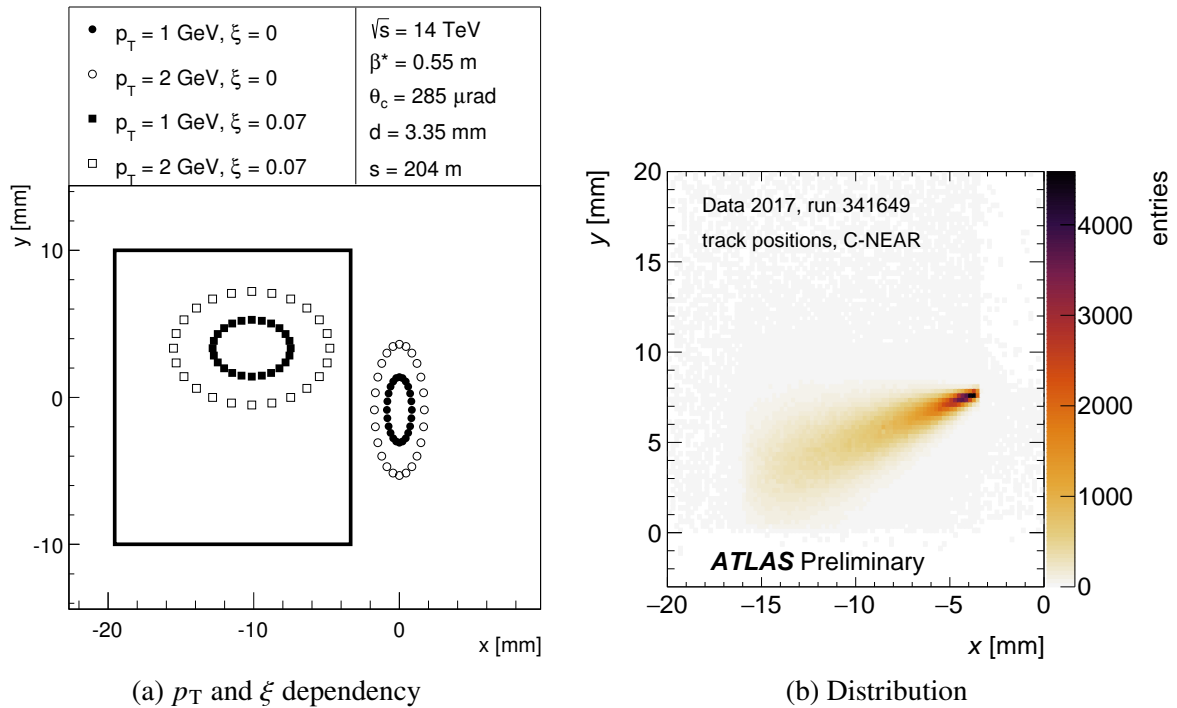 p_T = 1 GeV, ξ = 0
p_T = 2 GeV, ξ = 0
p_T = 1 GeV, ξ = 0.07
p_T = 2 GeV, ξ = 0.07
√s = 14 TeV
β* = 0.55 m
θ_c = 285 μrad
d = 3.35 mm
s = 204 m
y [mm]
10
0
-10
-20
-10
0
x [mm]
(a) p_T and ξ dependency
y [mm]
20
15
10
5
0
Data 2017, run 341649
track positions, C-NEAR
ATLAS Preliminary
−20
−15
−10
−5
0
x [mm]
entries
4000
3000
2000
1000
0
(b) Distribution